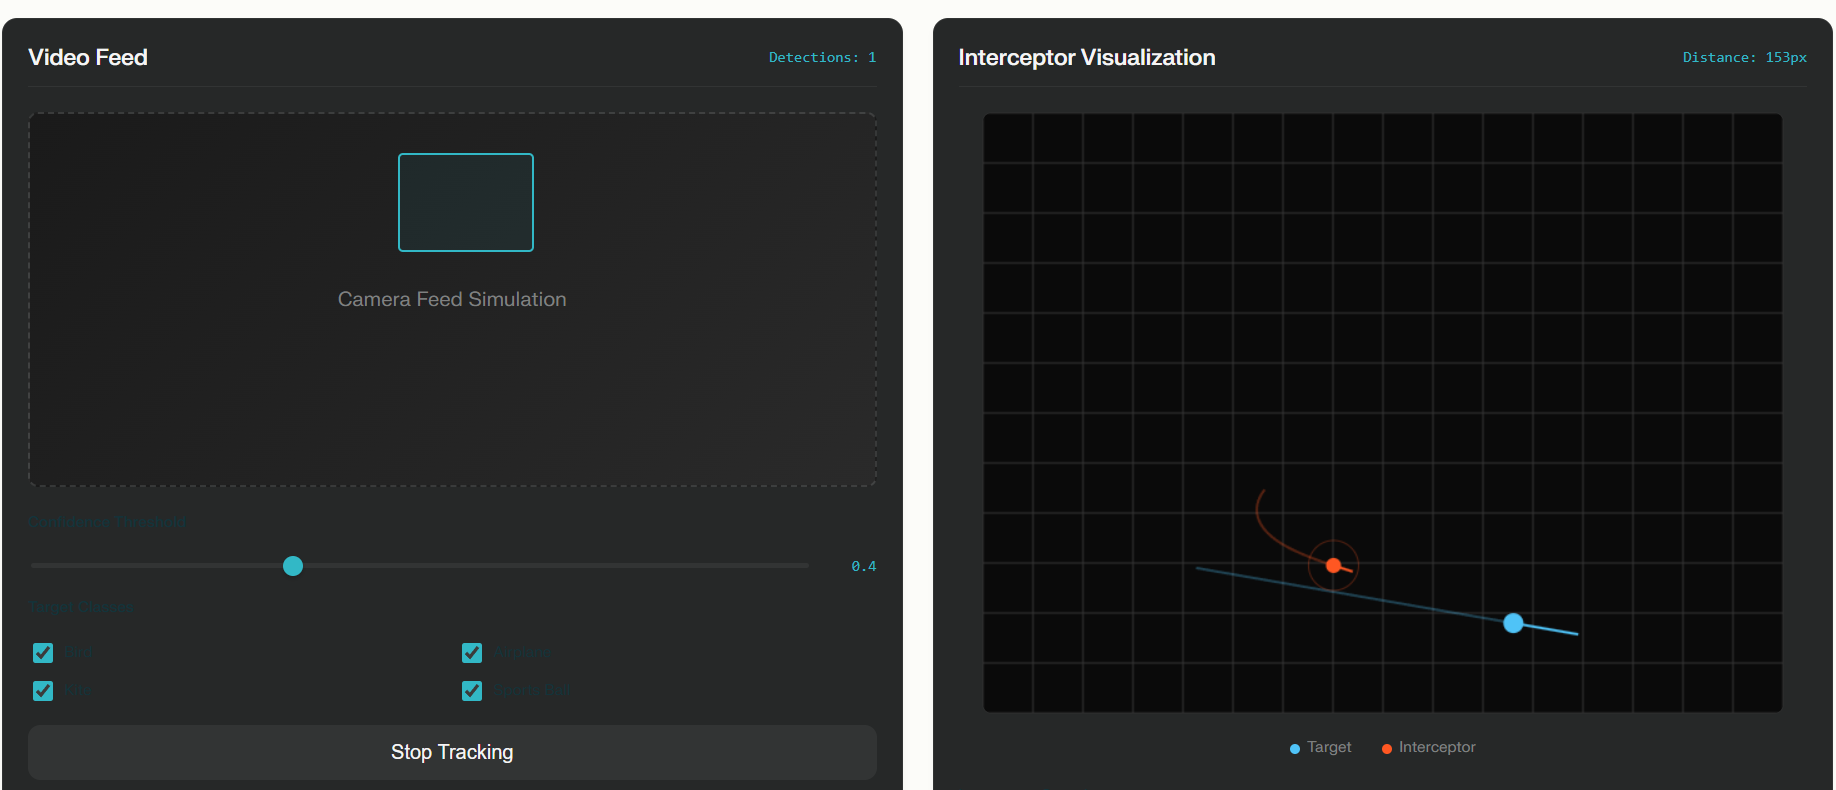 Video Feed
Detections: 1
Camera Feed Simulation
Confidence Threshold
0.4
Target Classes
Bird
Airplane
Kite
Sports Ball
Stop Tracking
Interceptor Visualization
Distance: 153px
Target
Interceptor